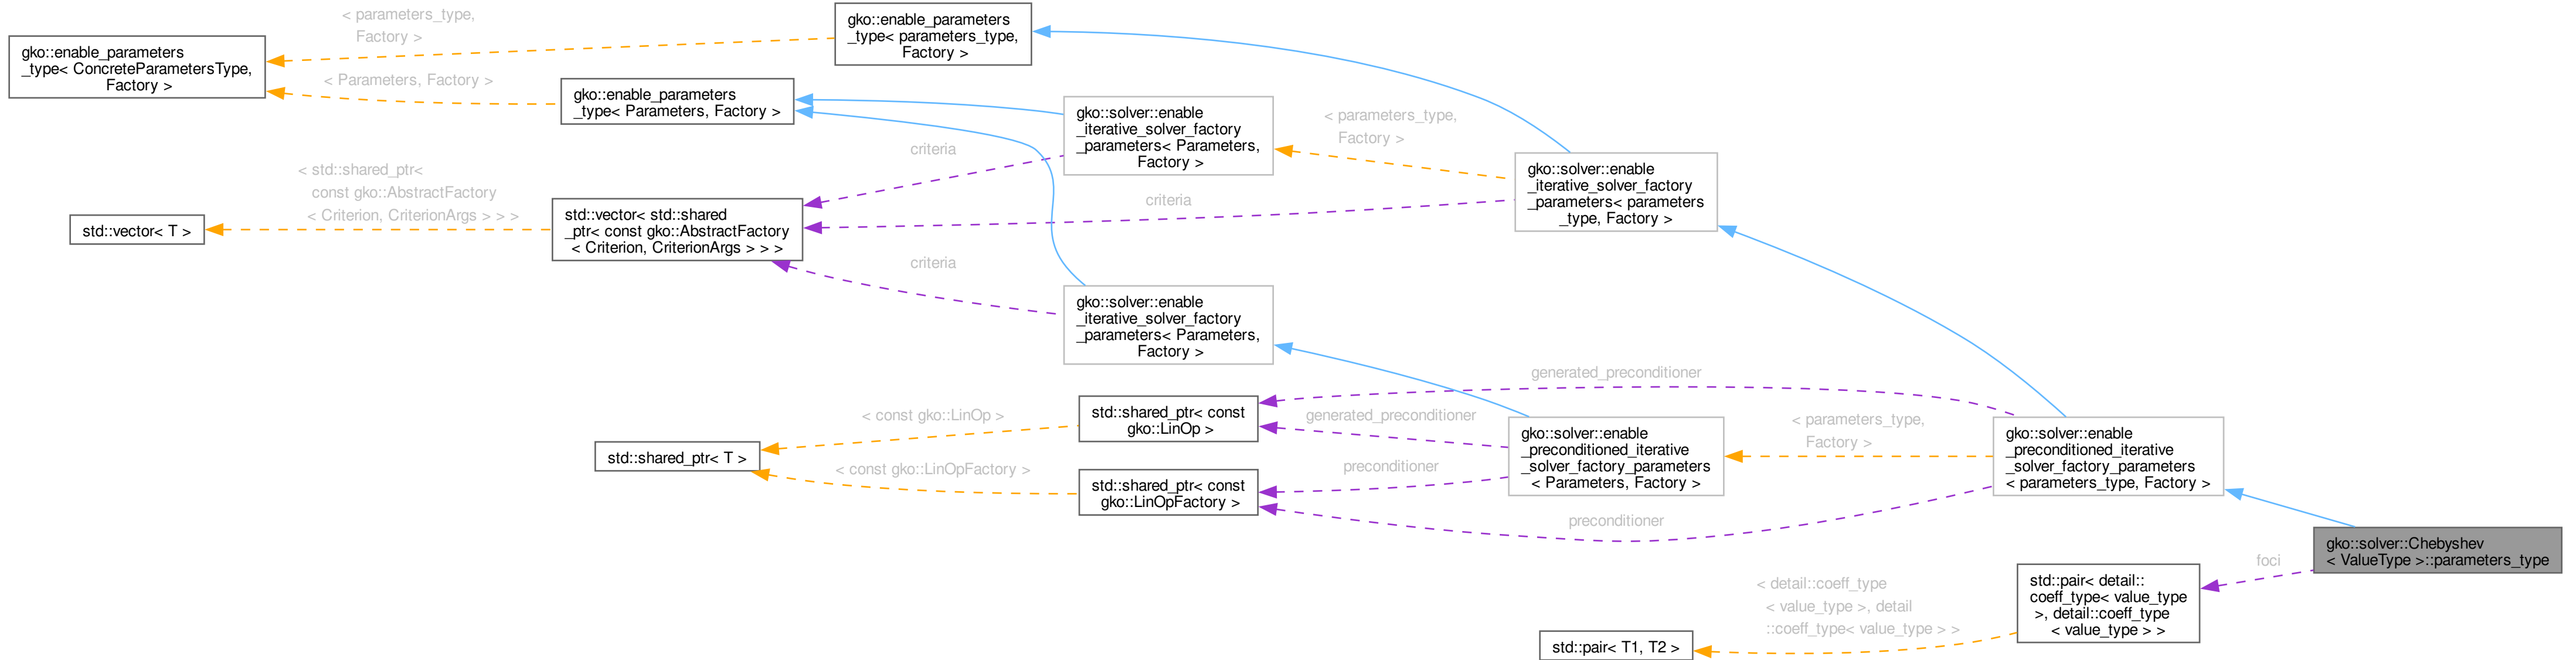 < parameters_type,
Factory >
gko::enable_parameters
_type< ConcreteParametersType,
Factory >
< Parameters, Factory >
gko::enable_parameters
_type< parameters_type,
Factory >
gko::enable_parameters
_type< Parameters, Factory >
gko::solver::enable
_iterative_solver_factory
_parameters< Parameters,
Factory >
< parameters_type,
Factory >
gko::solver::enable
_iterative_solver_factory
_parameters< parameters
_type, Factory >
criteria
criteria
criteria
< std::shared_ptr<
const gko::AbstractFactory
< Criterion, CriterionArgs > > >
std::vector< T >
std::vector< std::shared
_ptr< const gko::AbstractFactory
< Criterion, CriterionArgs > > >
gko::solver::enable
_iterative_solver_factory
_parameters< Parameters,
Factory >
generated_preconditioner
generated_preconditioner
std::shared_ptr< const
gko::LinOp >
< const gko::LinOp >
std::shared_ptr< T >
< const gko::LinOpFactory >
std::shared_ptr< const
gko::LinOpFactory >
preconditioner
preconditioner
gko::solver::enable
_preconditioned_iterative
_solver_factory_parameters
< Parameters, Factory >
< parameters_type,
Factory >
gko::solver::enable
_preconditioned_iterative
_solver_factory_parameters
< parameters_type, Factory >
gko::solver::Chebyshev
< ValueType >::parameters_type
foci
std::pair< detail::
coeff_type< value_type
>, detail::coeff_type
< value_type > >
< detail::coeff_type
< value_type >, detail
::coeff_type< value_type > >
std::pair< T1, T2 >